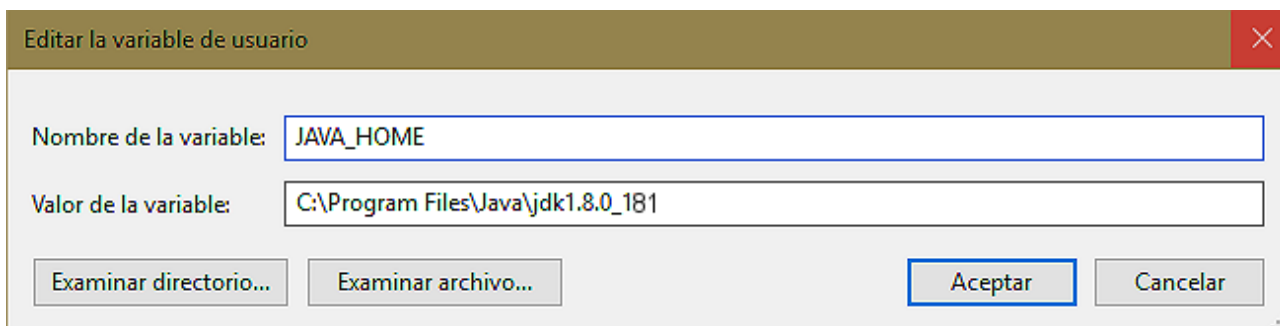 Editar la variable de usuario
Nombre de la variable: JAVA_HOME
Valor de la variable: C:\Program Files\Java\jdk1.8.0_181
Examinar directorio... Examinar archivo... Aceptar Cancelar